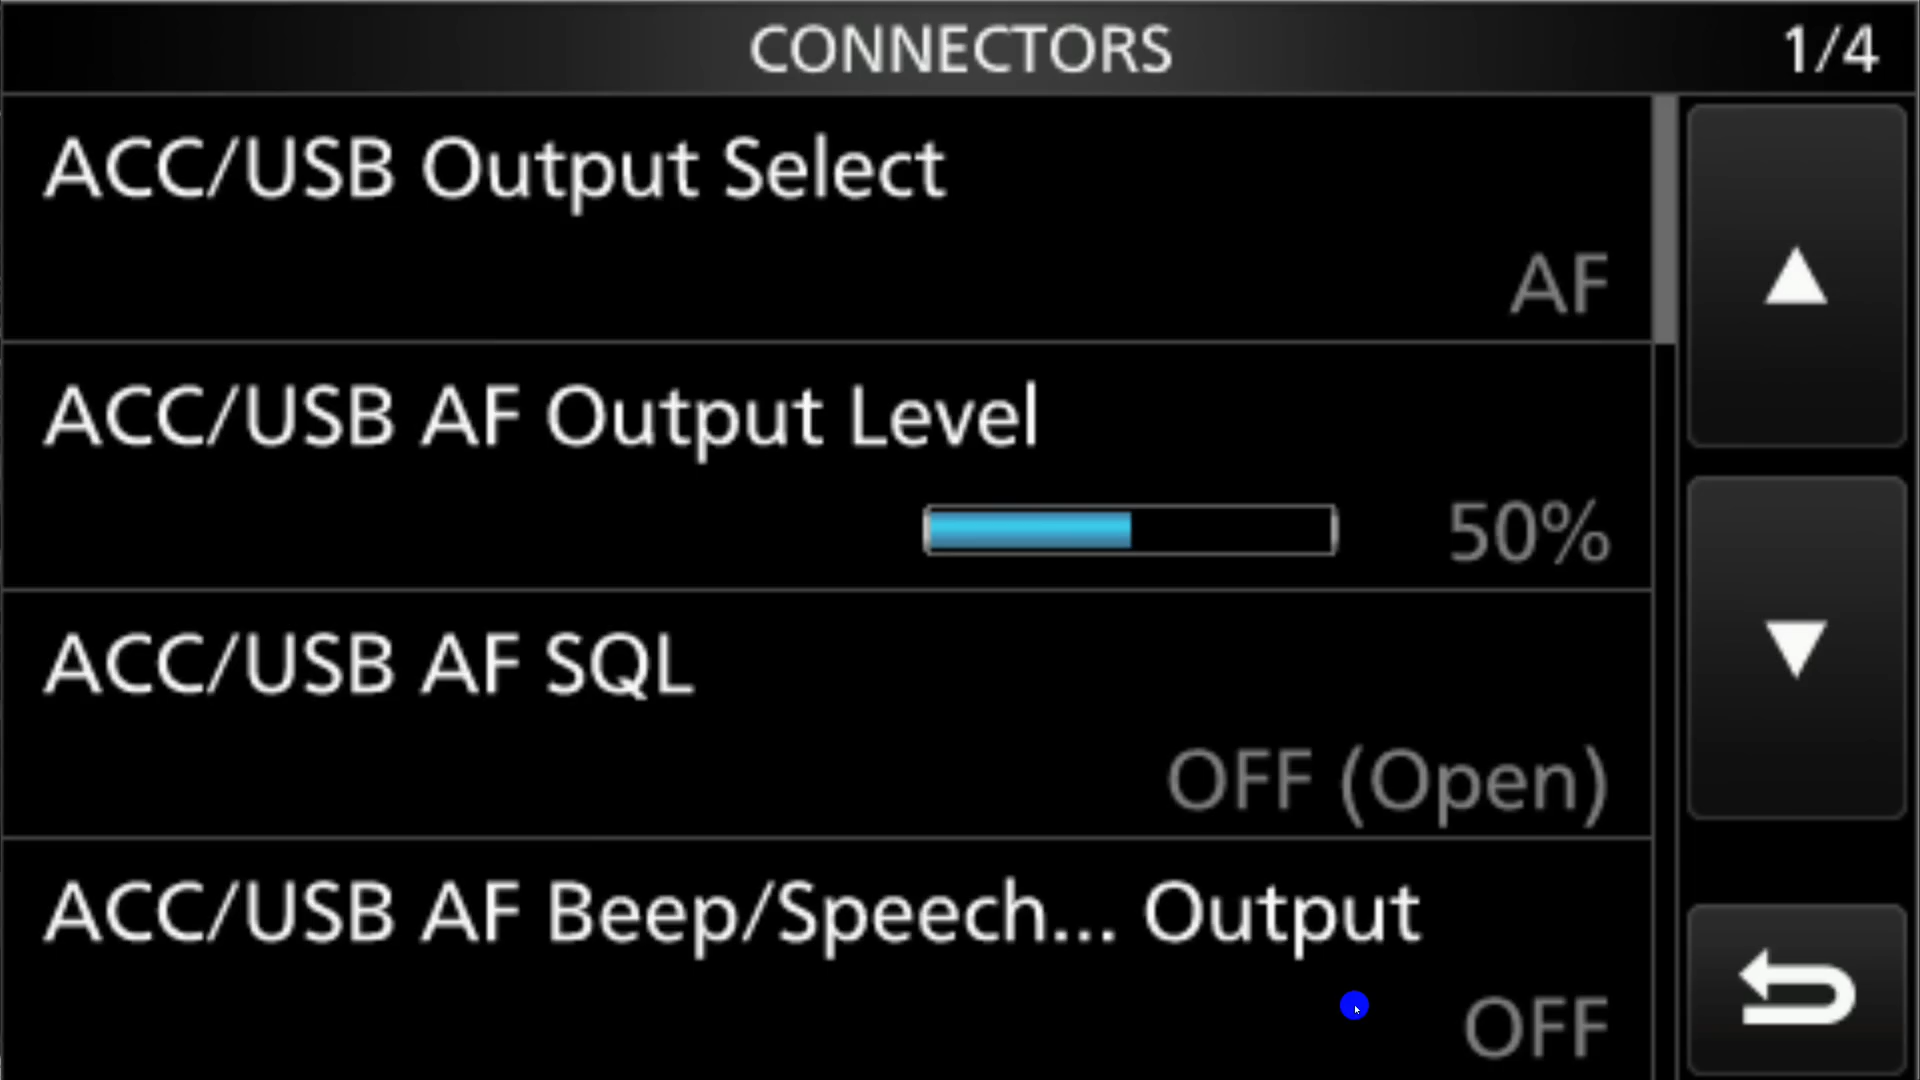 CONNECTORS 1/4
ACC/USB Output Select
AF
ACC/USB AF Output Level
50%
ACC/USB AF SQL
OFF (Open)
ACC/USB AF Beep/Speech... Output
OFF